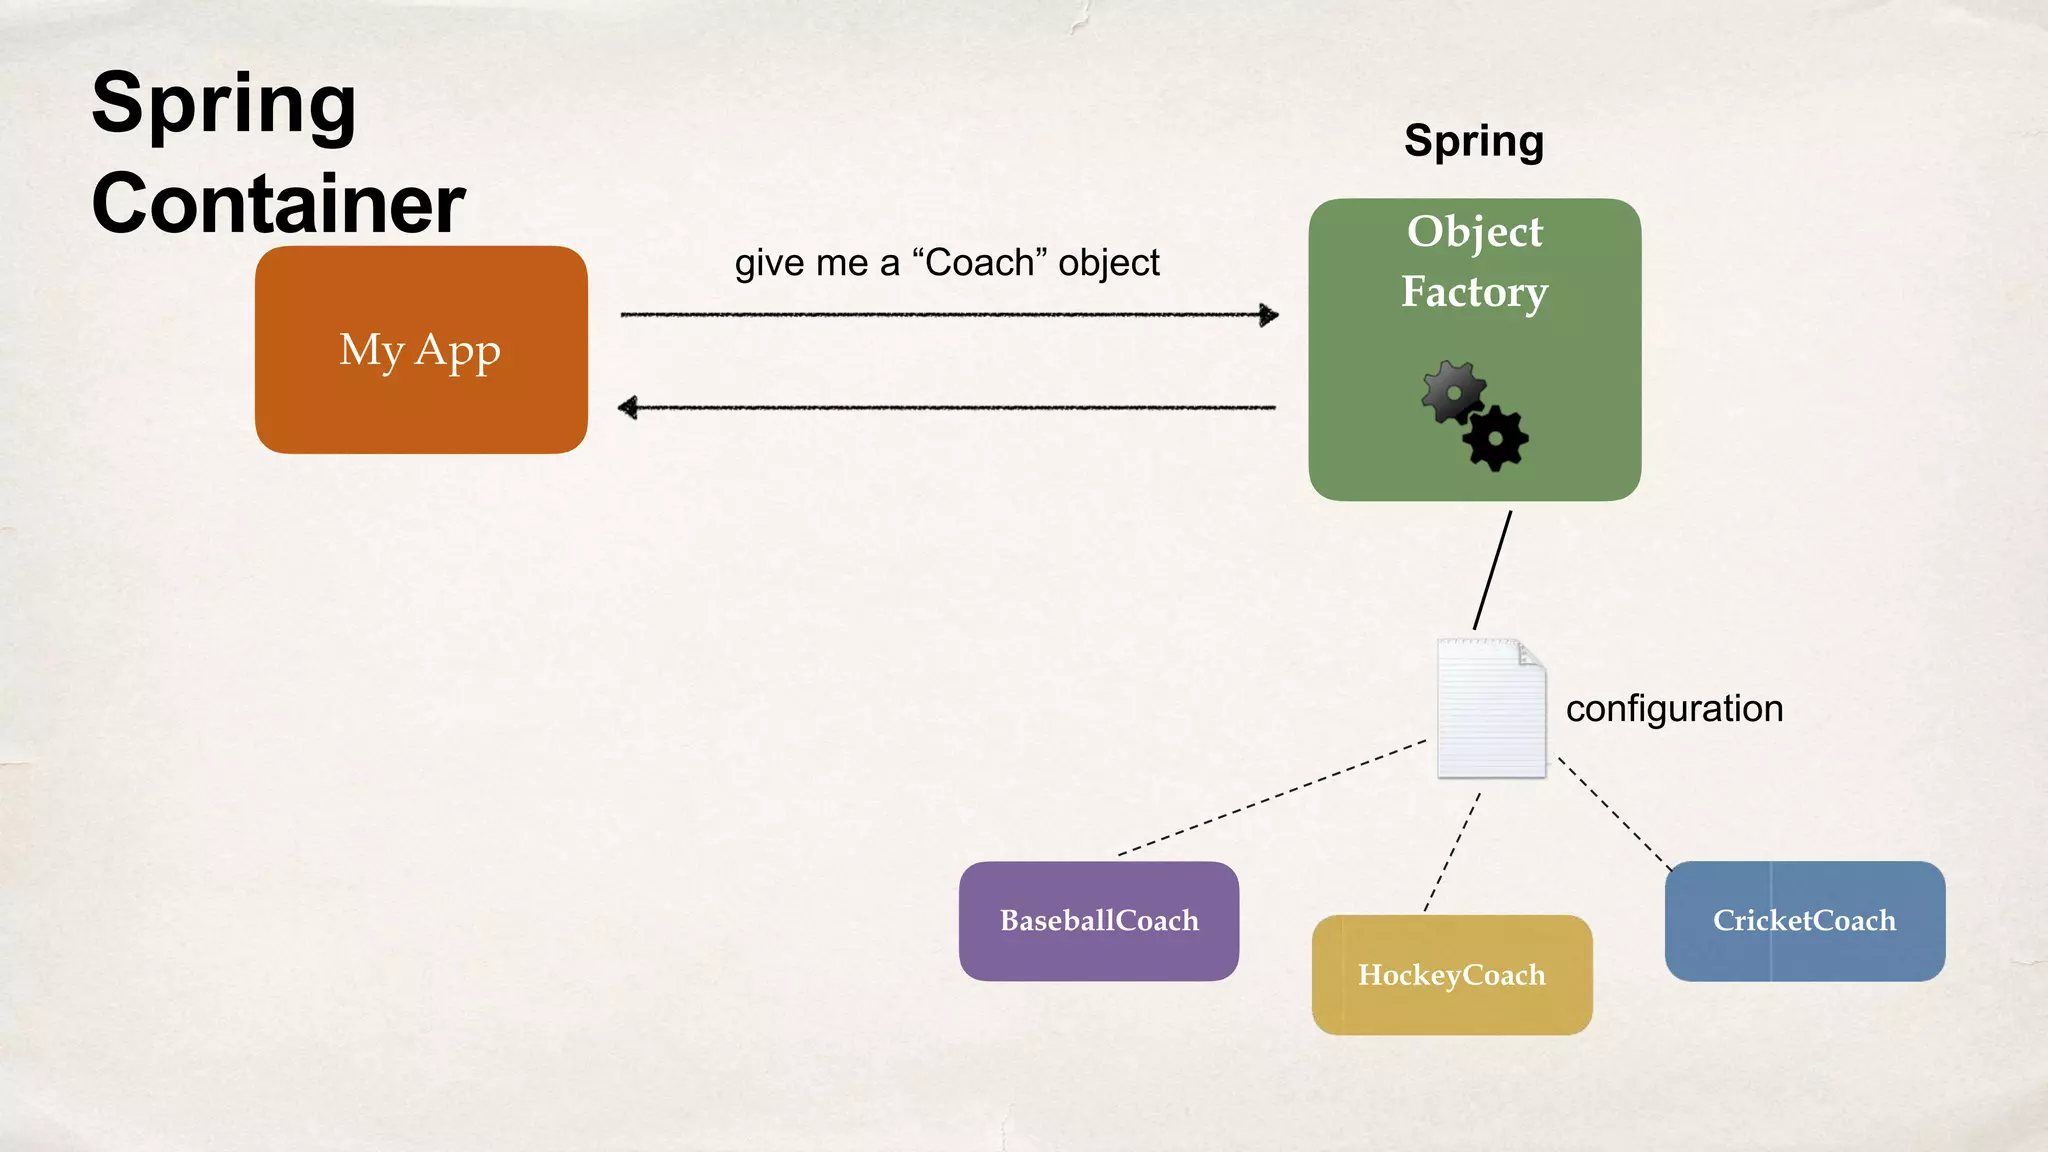 Spring
Container
Spring
Object
Factory
give me a “Coach” object
My App
configuration
BaseballCoach
HockeyCoach
CricketCoach